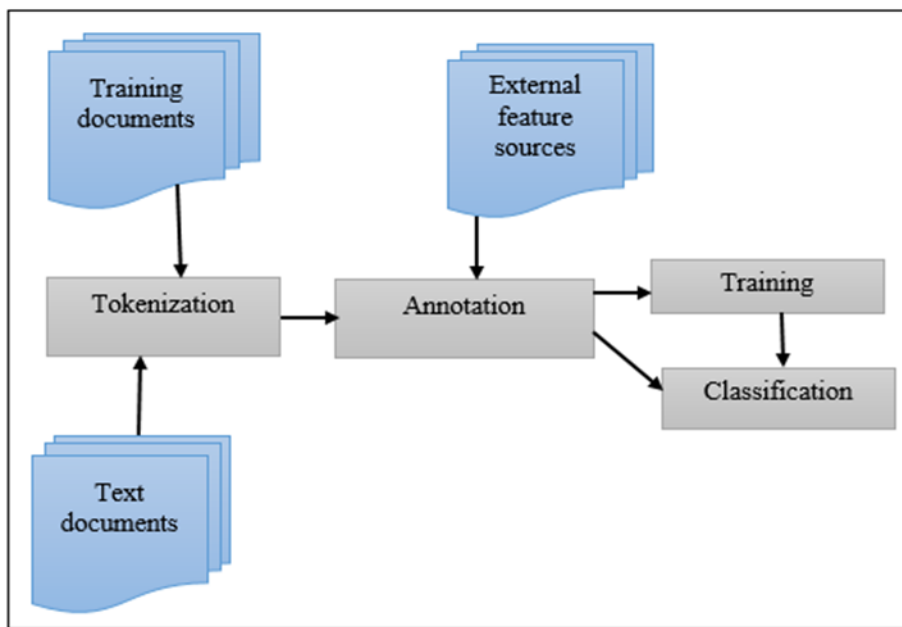 Training
documents
External
feature
sources
Tokenization
Annotation
Training
Classification
Text
documents